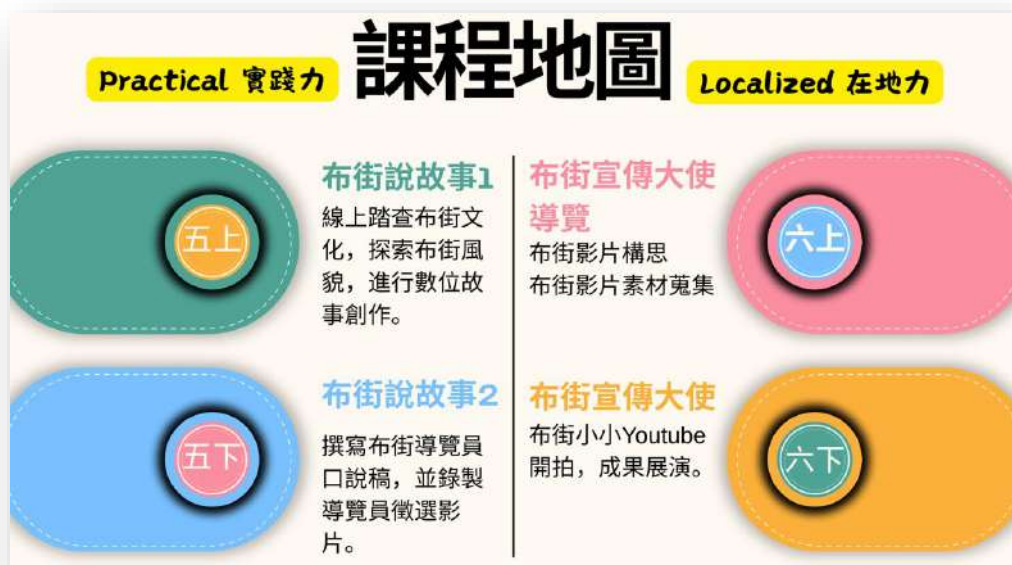 課程地圖
Practical 實踐力
Localized 在地力
五上
布街說故事1
線上踏查布街文
化，探索布街風
貌，進行數位故
事創作。
五下
布街說故事2
撰寫布街導覽員
口說稿，並錄製
導覽員徵選影
片。
布街宣傳大使
導覽
布街影片構思
布街影片素材蒐集
六上
布街宣傳大使
布街小小Youtube
開拍，成果展演。
六下